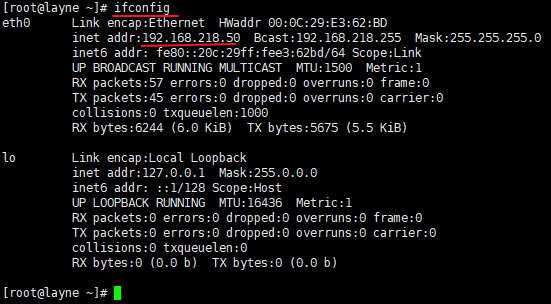 [root@layne ~]# ifconfig
eth0      Link encap:Ethernet  HWaddr 00:0C:29:E3:62:BD
          inet addr:192.168.218.50  Bcast:192.168.218.255  Mask:255.255.255.0
          inet6 addr: fe80::20c:29ff:fee3:62bd/64 Scope:Link
          UP BROADCAST RUNNING MULTICAST  MTU:1500  Metric:1
          RX packets:57 errors:0 dropped:0 overruns:0 frame:0
          TX packets:45 errors:0 dropped:0 overruns:0 carrier:0
          collisions:0 txqueuelen:1000
          RX bytes:6244 (6.0 KiB)  TX bytes:5675 (5.5 KiB)

lo        Link encap:Local Loopback
          inet addr:127.0.0.1  Mask:255.0.0.0
          inet6 addr: ::1/128 Scope:Host
          UP LOOPBACK RUNNING  MTU:16436  Metric:1
          RX packets:0 errors:0 dropped:0 overruns:0 frame:0
          TX packets:0 errors:0 dropped:0 overruns:0 carrier:0
          collisions:0 txqueuelen:0
          RX bytes:0 (0.0 b)  TX bytes:0 (0.0 b)

[root@layne ~]#